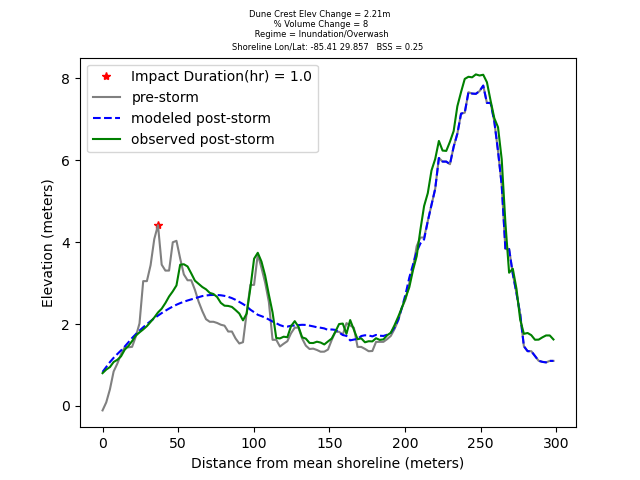 Dune Crest Elev Change = 2.21m
% Volume Change = 8
Regime = Inundation/Overwash
Shoreline Lon/Lat: -85.41 29.857 BSS = 0.25
Impact Duration(hr) = 1.0
pre-storm
modeled post-storm
observed post-storm
Elevation (meters)
8
6
4
2
0
0 50 100 150 200 250 300
Distance from mean shoreline (meters)